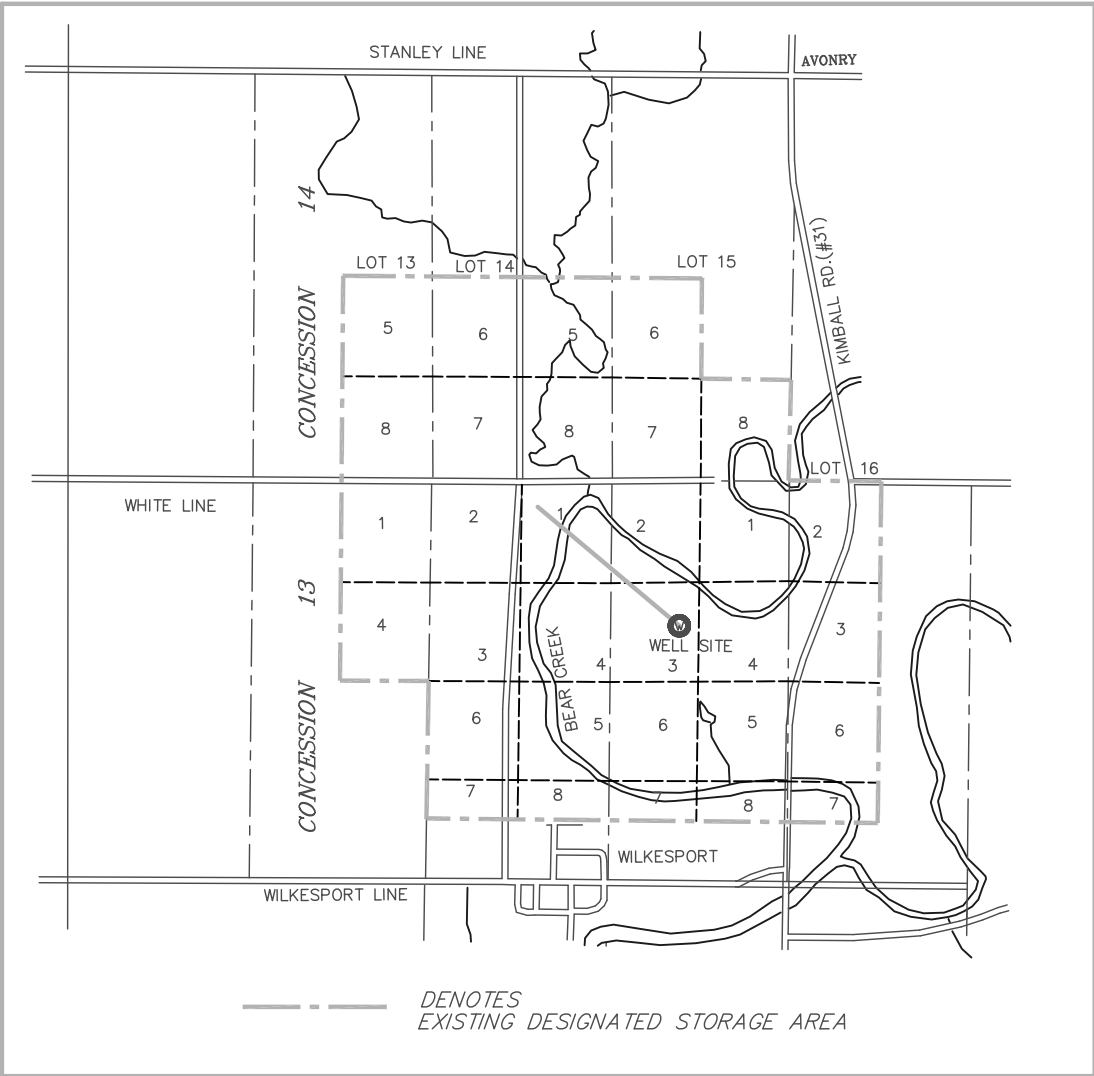 STANLEY LINE
AVONRY
14
KIMBALL RD.(#31)
LOT 13
LOT 14
LOT 15
CONCESSION
5
6
5
6
8
7
8
7
8
LOT 16
WHITE LINE
1
2
1
2
1
2
13
4
3
4
3
4
3
W
WELL SITE
BEAR CREEK
CONCESSION
6
5
6
5
6
7
8
7
8
7
WILKESPORT
WILKESPORT LINE
DENOTES
EXISTING DESIGNATED STORAGE AREA